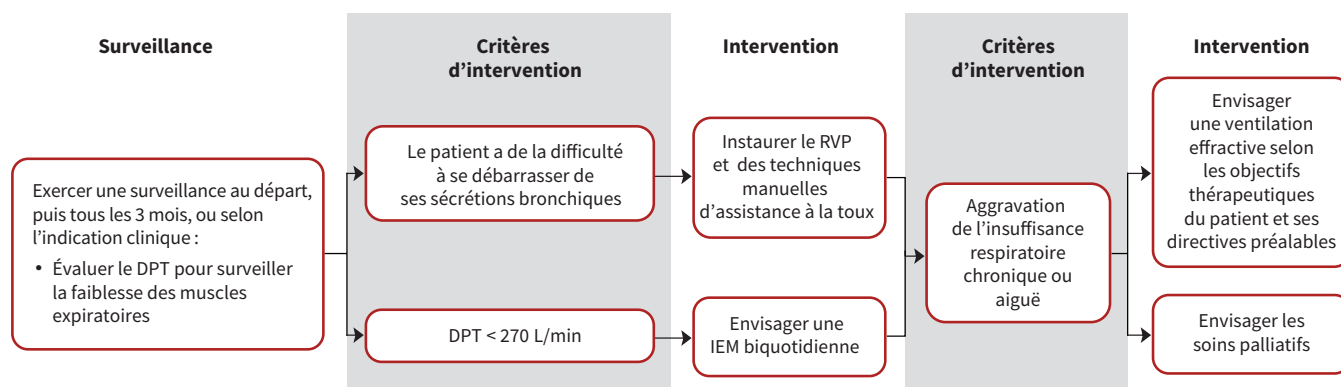 Surveillance
Critères
d’intervention
Intervention
Critères
d’intervention
Intervention
Exercer une surveillance au départ,
puis tous les 3 mois, ou selon
l’indication clinique :
• Évaluer le DPT pour surveiller
la faiblesse des muscles
expiratoires
Le patient a de la difficulté
à se débarrasser de
ses sécrétions bronchiques
DPT < 270 L/min
Instaurer le RVP
et des techniques
manuelles
d’assistance à la toux
Envisager une
IEM biquotidienne
Aggravation
de l’insuffisance
respiratoire
chronique ou
aiguë
Envisager
une ventilation
effractive selon
les objectifs
thérapeutiques
du patient et ses
directives préalables
Envisager les
soins palliatifs